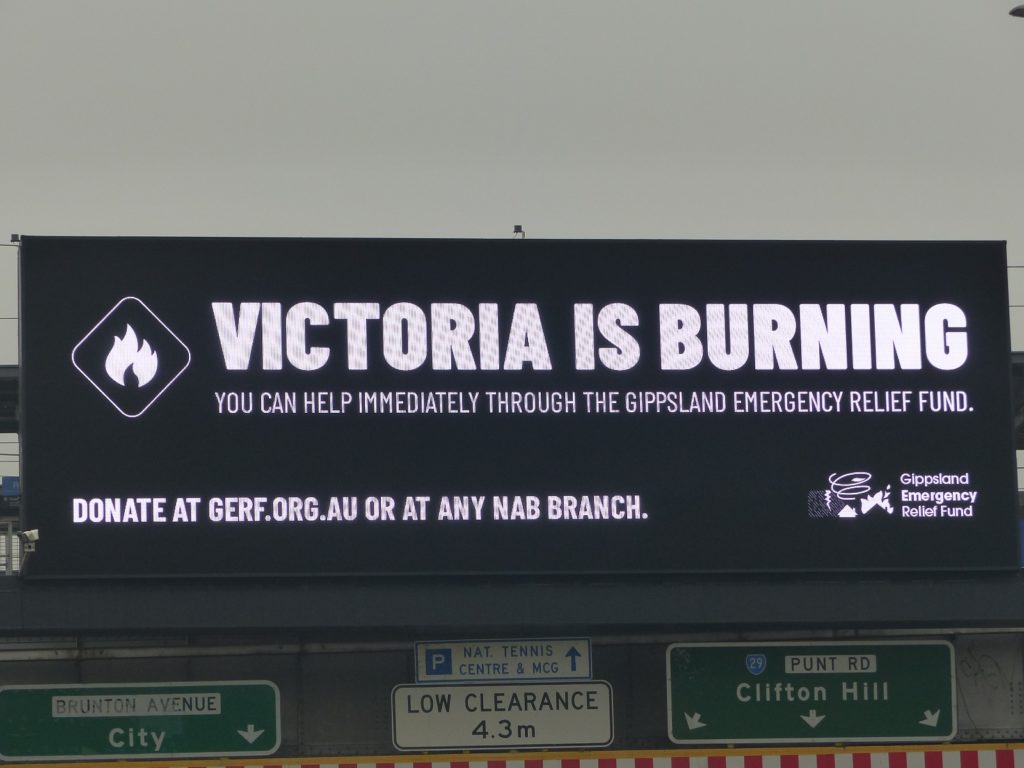 VICTORIA IS BURNING
YOU CAN HELP IMMEDIATELY THROUGH THE GIPPSLAND EMERGENCY RELIEF FUND.
DONATE AT GERF.ORG.AU OR AT ANY NAB BRANCH.
Gippsland
Emergency
Relief Fund
P NAT. TENNIS
CENTRE & MCG
BRUNTON AVENUE
City
LOW CLEARANCE
4.3m
29 PUNT RD
Clifton Hill